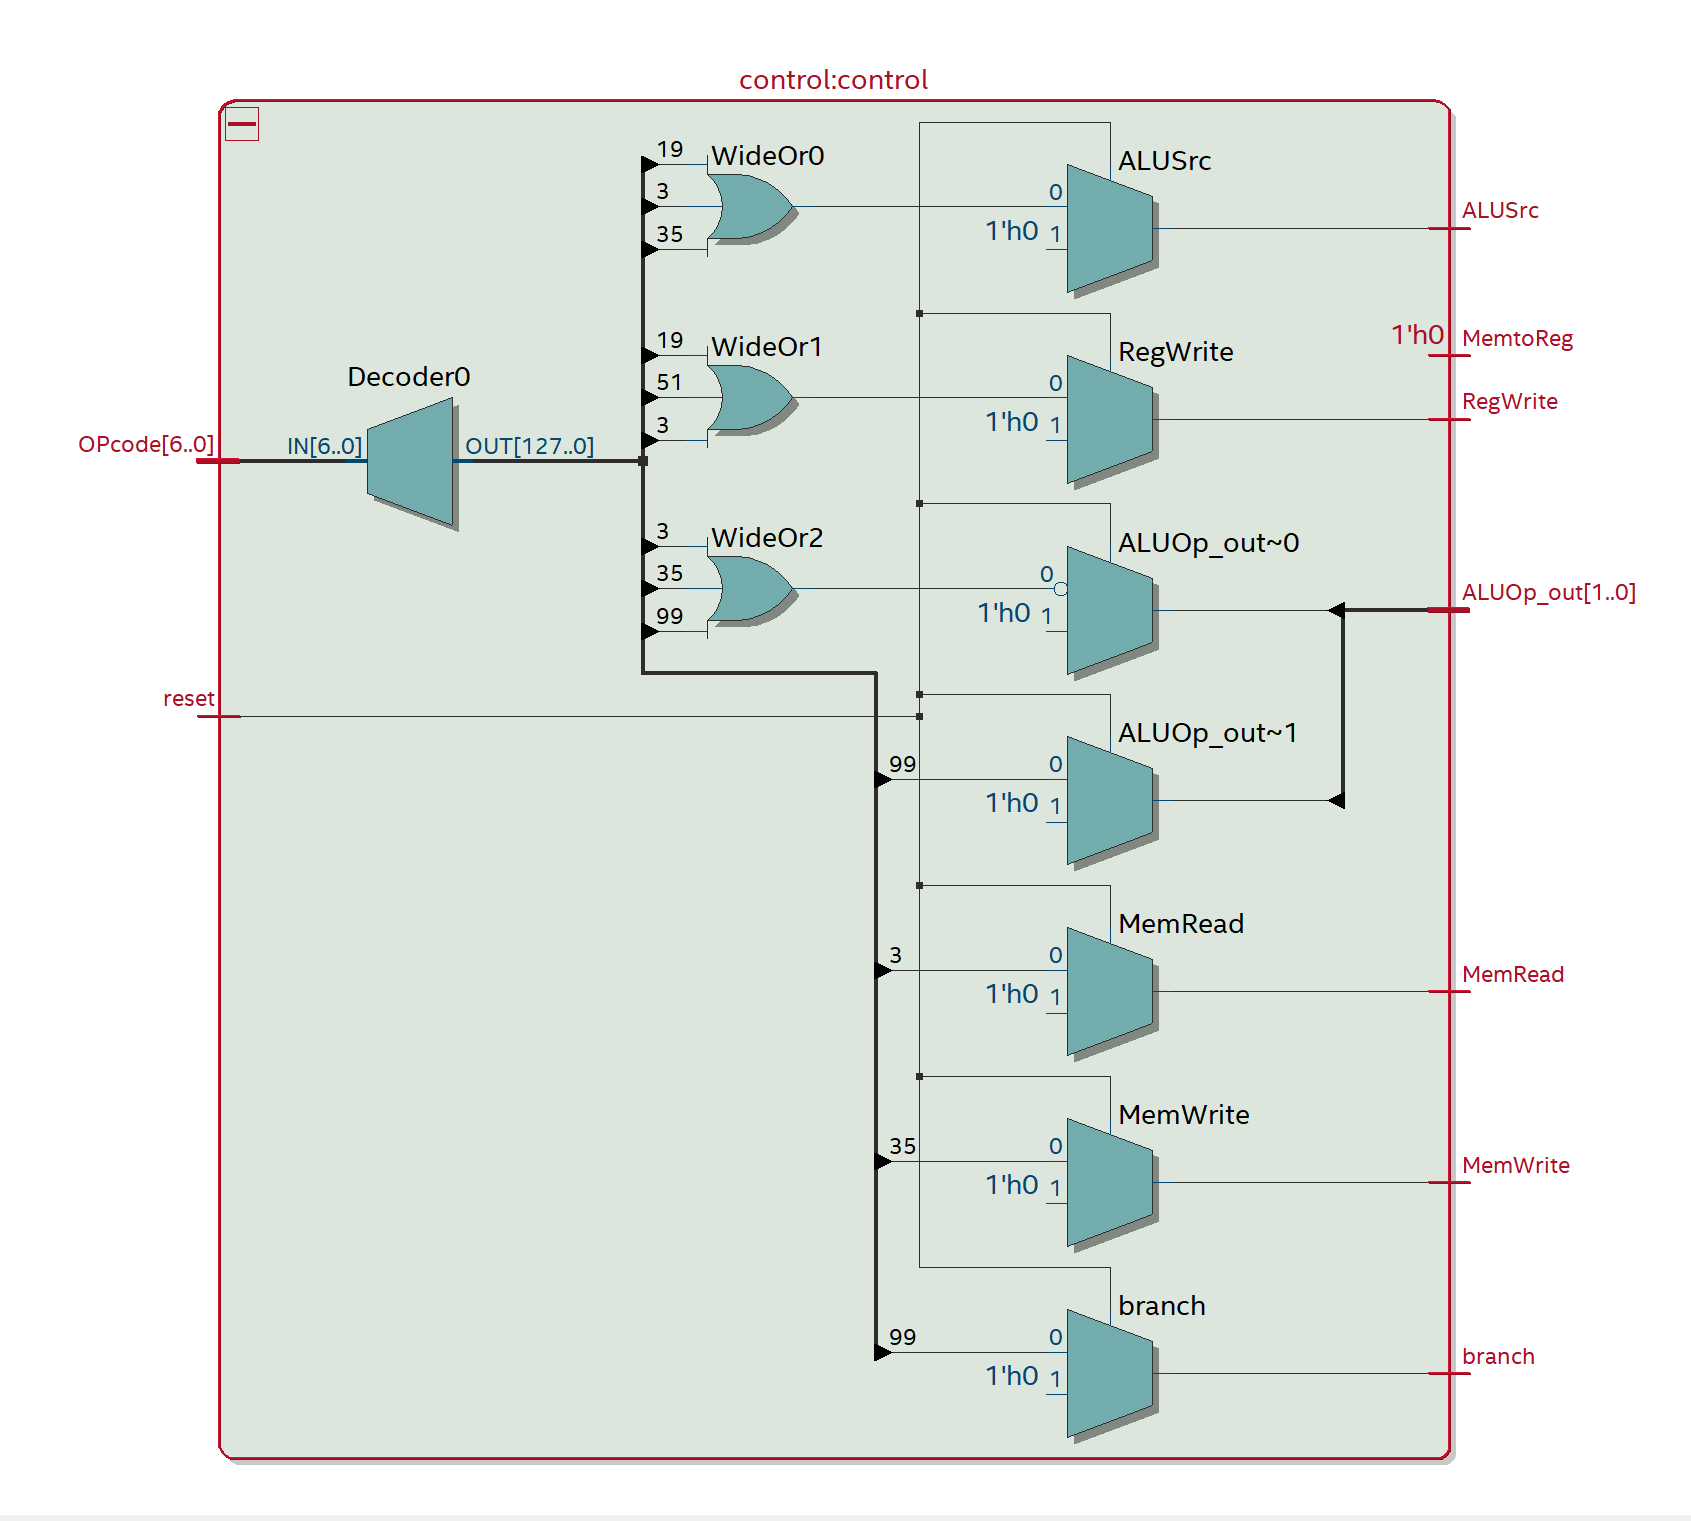 control:control
19
WideOr0
3
35
ALUSrc
0
1'h0 1
ALUSrc
19
WideOr1
51
3
RegWrite
0
1'h0 1
1'h0
MemtoReg
RegWrite
Decoder0
OPcode[6..0]
IN[6..0]
OUT[127..0]
3
WideOr2
35
99
ALUOp_out~0
0
1'h0 1
ALUOp_out[1..0]
reset
ALUOp_out~1
99
0
1'h0 1
MemRead
3
0
1'h0 1
MemRead
MemWrite
35
0
1'h0 1
MemWrite
branch
99
0
1'h0 1
branch